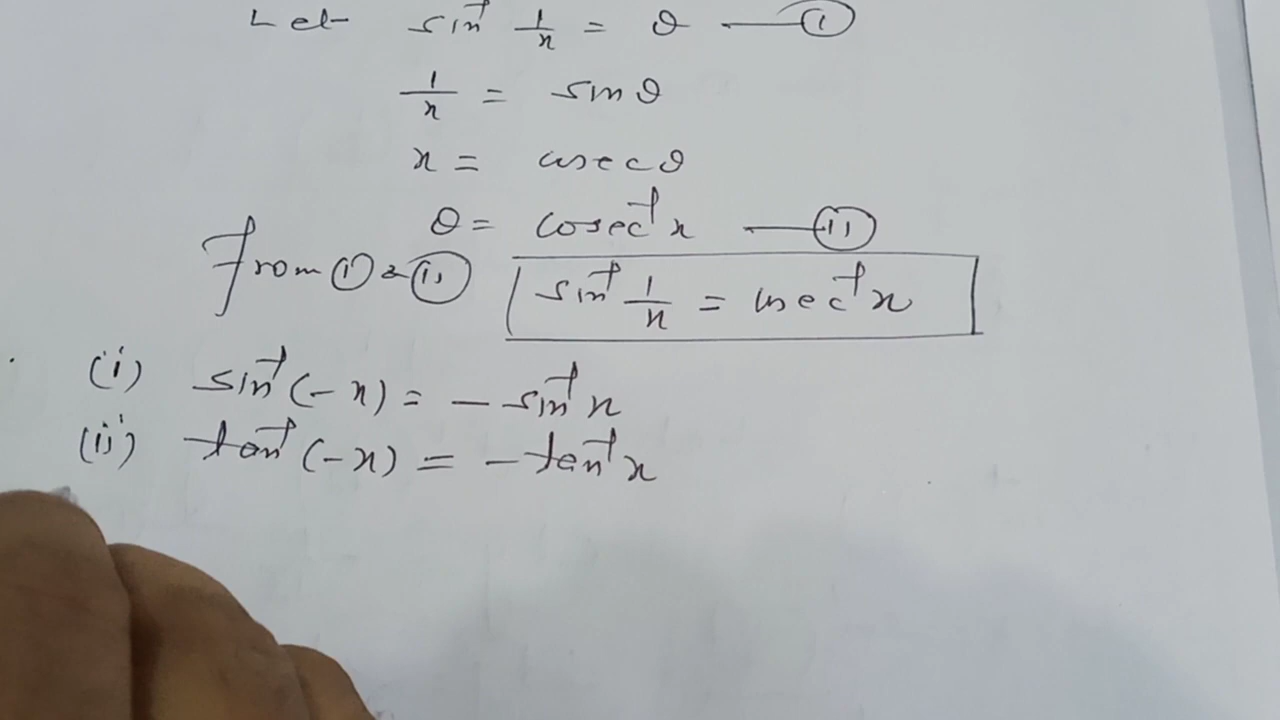 Let sin⁻¹ 1/x = θ —— (i)
1/x = sin θ
x = cosec θ
θ = cosec⁻¹ x —— (ii)
From (i) & (ii) sin⁻¹ 1/x = cosec⁻¹ x
(i) sin⁻¹ (-x) = - sin⁻¹ x
(ii) tan⁻¹ (-x) = - tan⁻¹ x